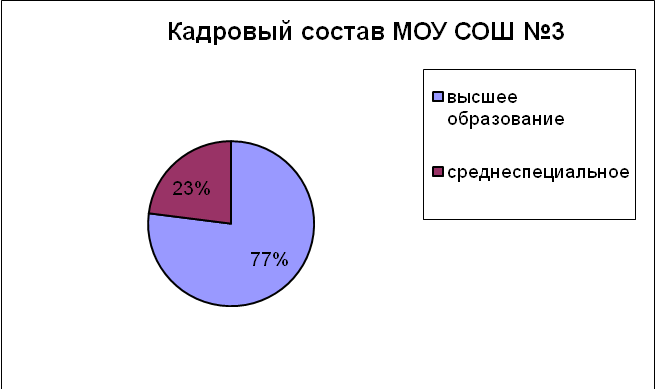 Кадровый состав МОУ СОШ №3
высшее
образование
среднеспециальное
23%
77%